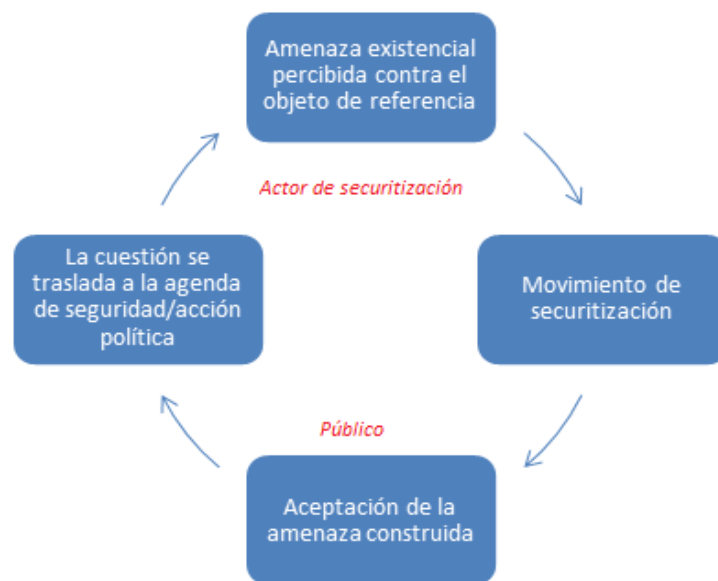 Amenaza existencial
percibida contra el
objeto de referencia
Actor de securitización
La cuestión se
traslada a la agenda
de seguridad/acción
política
Movimiento de
securitización
Público
Aceptación de la
amenaza construida